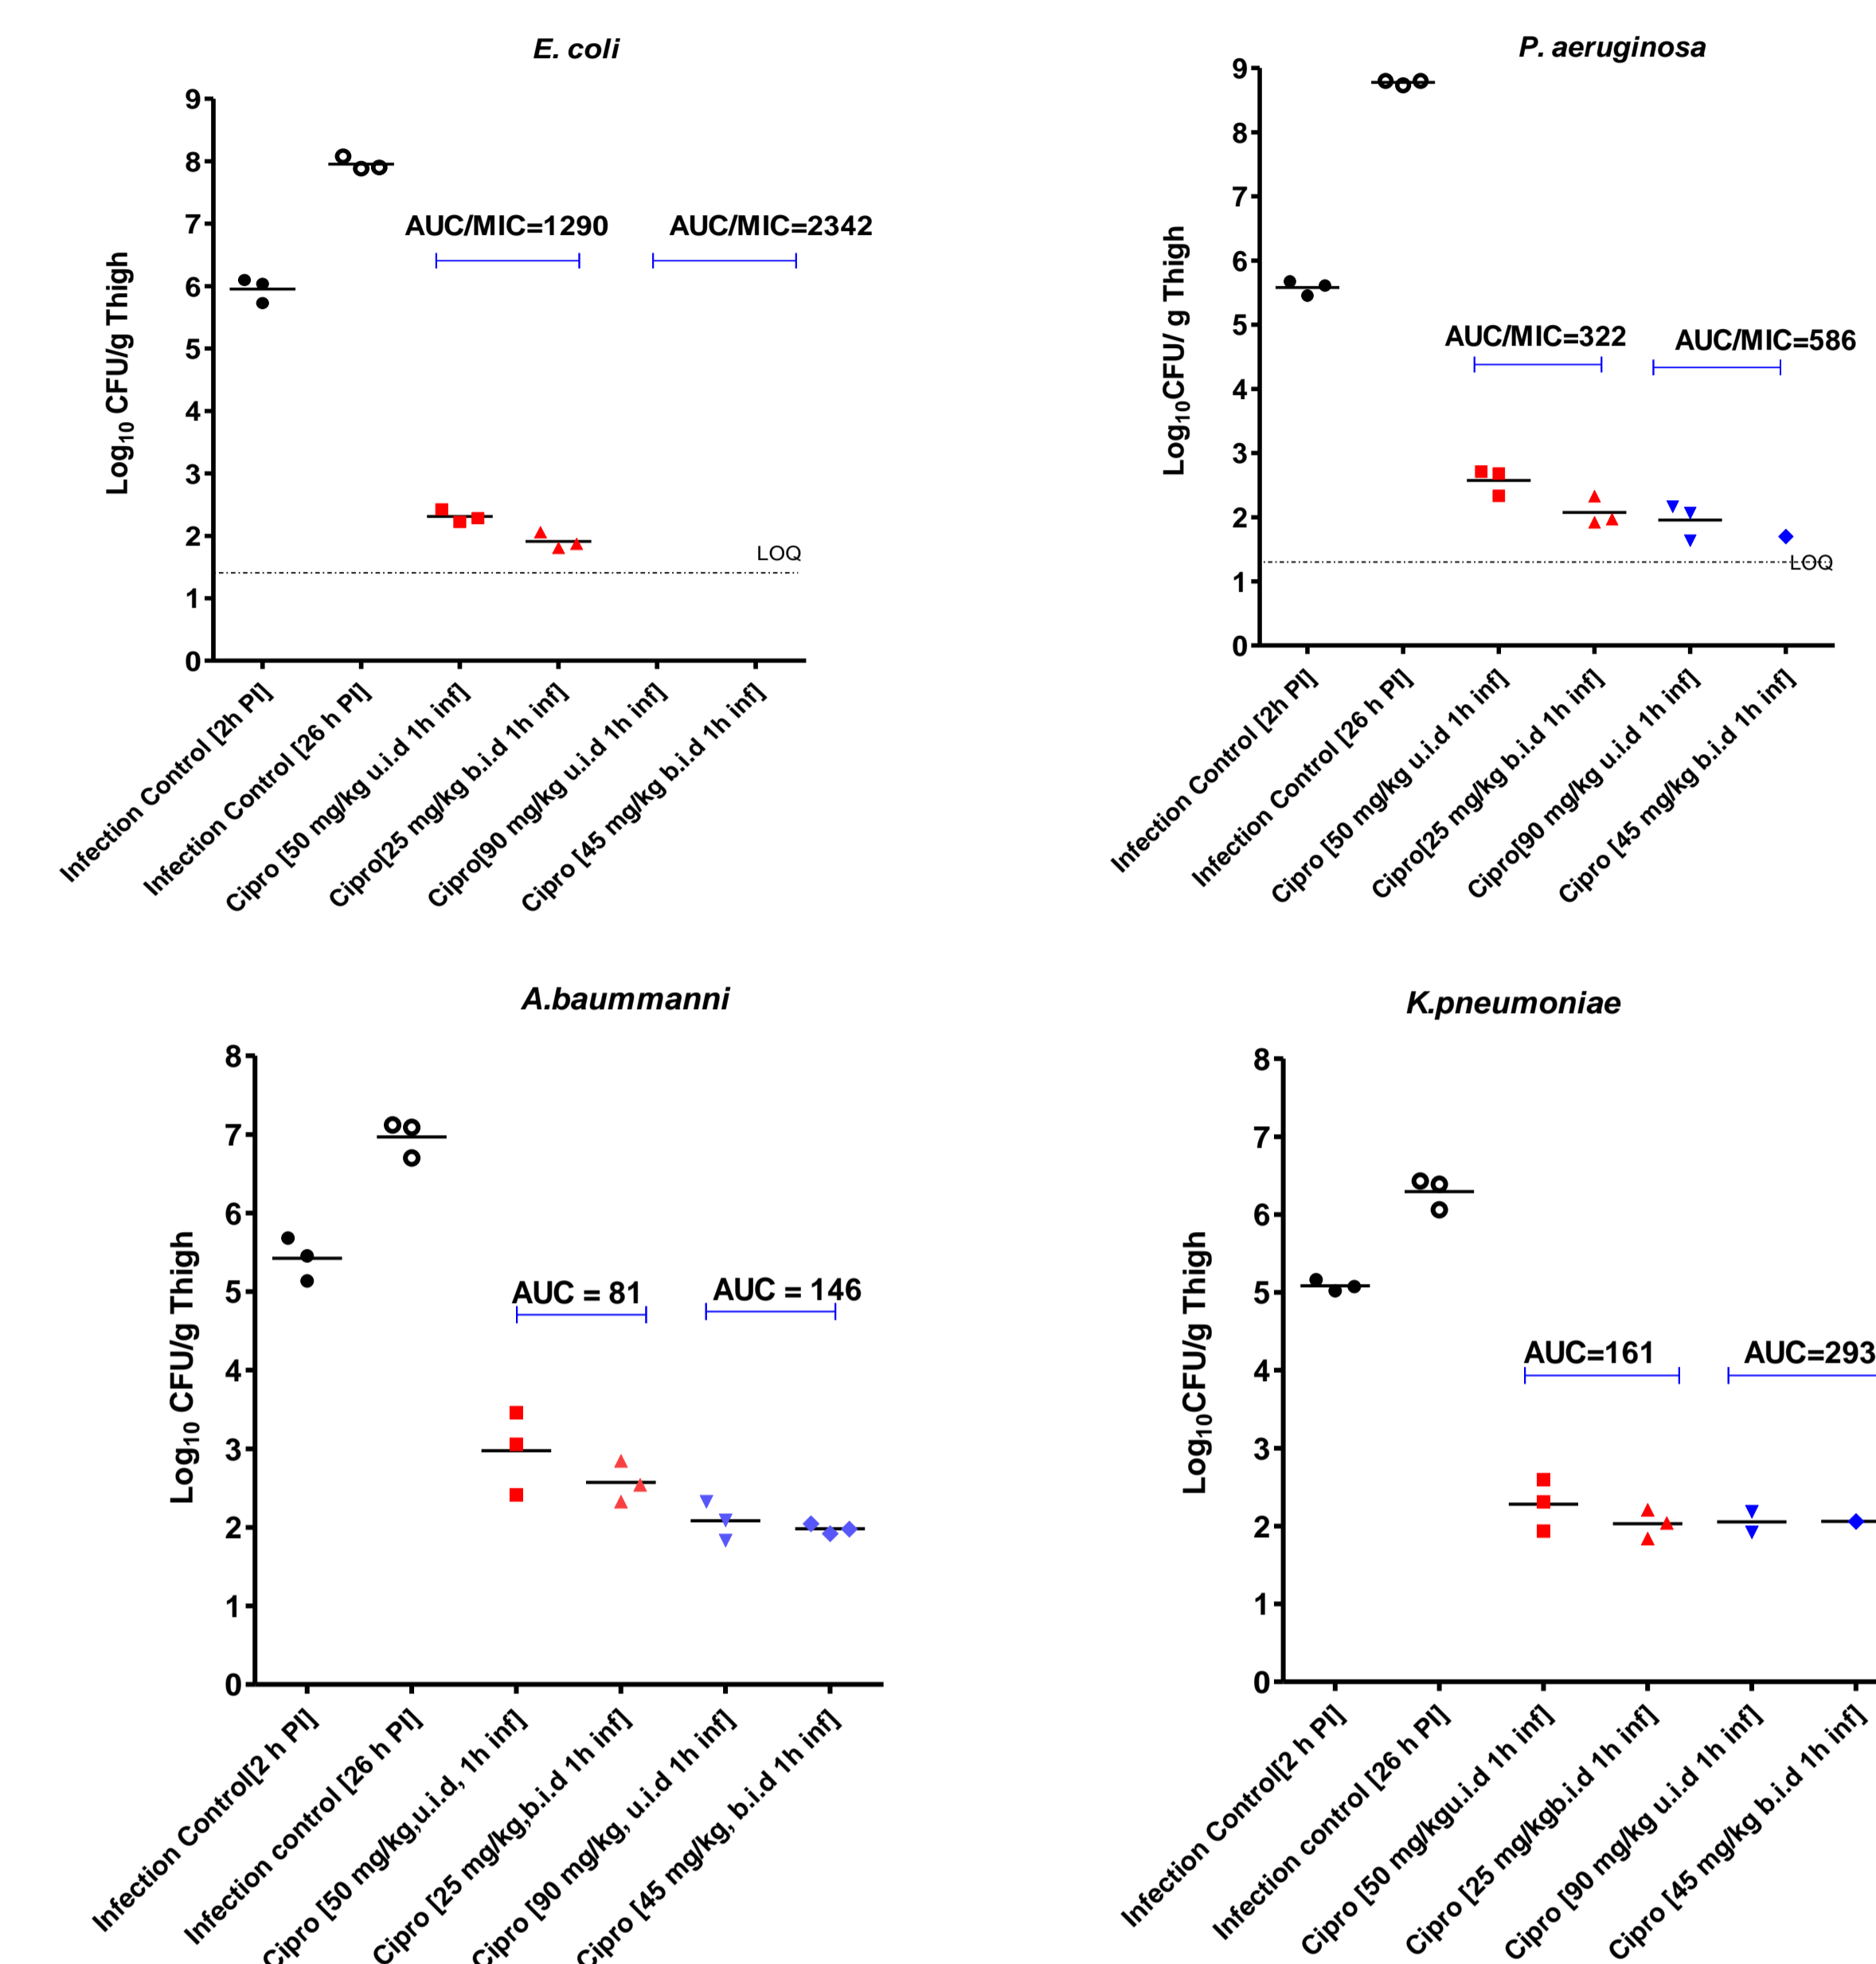 E. coli
9
8
7
6
5
4
3
2
1
0
Log10 CFU/g Thigh
AUC/MIC=1290
AUC/MIC=2342
LOQ
Infection Control [2h PI]
Infection Control [26 h PI]
Cipro [50 mg/kg u.i.d 1h inf]
Cipro[25 mg/kg b.i.d 1h inf]
Cipro[90 mg/kg u.i.d 1h inf]
Cipro [45 mg/kg b.i.d 1h inf]
P. aeruginosa
9
8
7
6
5
4
3
2
1
0
Log10CFU/ g Thigh
AUC/MIC=322
AUC/MIC=586
LOQ
Infection Control [2h PI]
Infection Control [26 h PI]
Cipro [50 mg/kg u.i.d 1h inf]
Cipro[25 mg/kg b.i.d 1h inf]
Cipro[90 mg/kg u.i.d 1h inf]
Cipro [45 mg/kg b.i.d 1h inf]
A.baummanni
8
7
6
5
4
3
2
1
0
Log10 CFU/g Thigh
AUC = 81
AUC = 146
Infection Control[2 h PI]
Infection control [26 h PI]
Cipro [50 mg/kg,u.i.d, 1h inf]
Cipro [25 mg/kg,b.i.d 1h inf]
Cipro [90 mg/kg, u.i.d 1h inf]
Cipro [45 mg/kg, b.i.d 1h inf]
K.pneumoniae
8
7
6
5
4
3
2
1
0
Log10CFU/g Thigh
AUC=161
AUC=293
Infection Control[2 h PI]
Infection control [26 h PI]
Cipro [50 mg/kgu.i.d 1h inf]
Cipro [25 mg/kgb.i.d 1h inf]
Cipro [90 mg/kg u.i.d 1h inf]
Cipro [45 mg/kg b.i.d 1h inf]